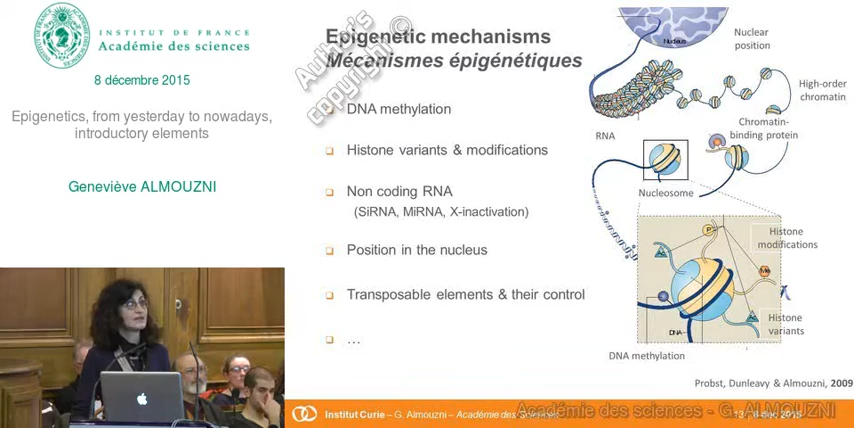 INSTITUT DE FRANCE
Académie des sciences
8 décembre 2015
Epigenetics, from yesterday to nowadays,
introductory elements
Geneviève ALMOUZNI
Epigenetic mechanisms
Mécanismes épigénétiques
Author's
copyright ©
DNA methylation
Histone variants & modifications
Non coding RNA
(SiRNA, MiRNA, X-inactivation)
Position in the nucleus
Transposable elements & their control
…
Nucleus
Nuclear
position
High-order
chromatin
Chromatin-
binding protein
RNA
Nucleosome
P
Histone
modifications
Me
Ac
Ac
Histone
variants
DNA
DNA methylation
Probst, Dunleavy & Almouzni, 2009
Institut Curie – G. Almouzni – Académie des Sciences
Académie des sciences - G. ALMOUZNI